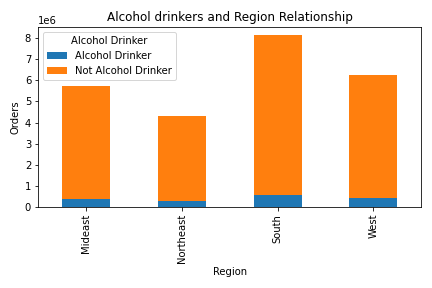 Alcohol drinkers and Region Relationship
1e6
Alcohol Drinker
Alcohol Drinker
Not Alcohol Drinker
8
7
6
5
4
3
2
1
0
Orders
Mideast
Northeast
South
West
Region